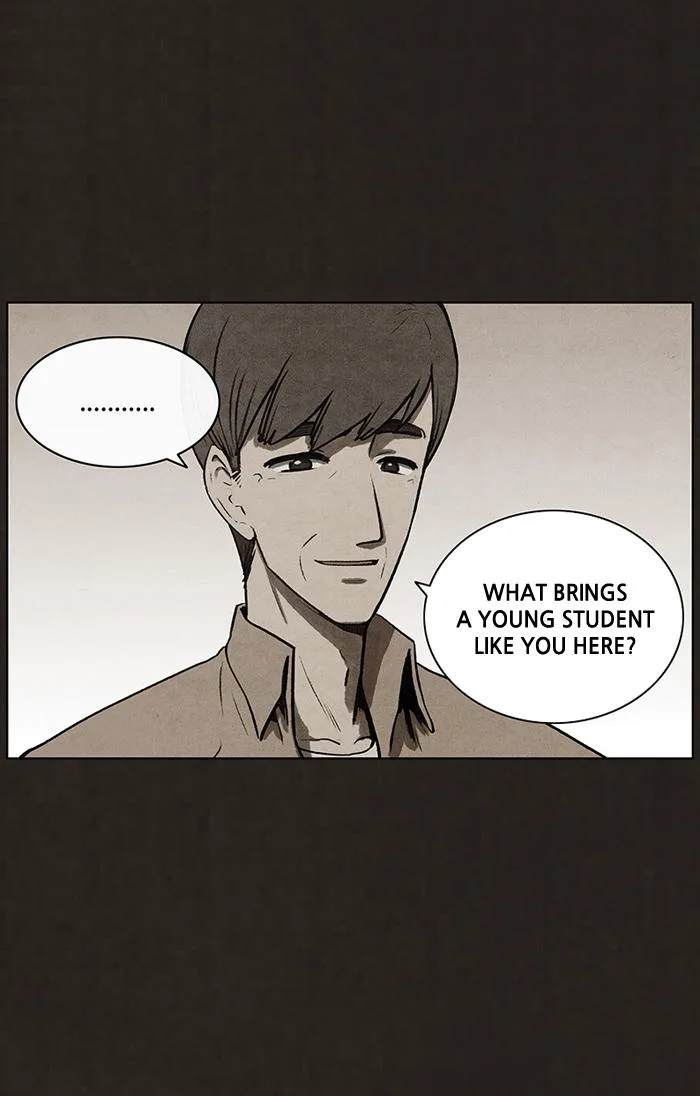 ...........
WHAT BRINGS
A YOUNG STUDENT
LIKE YOU HERE?